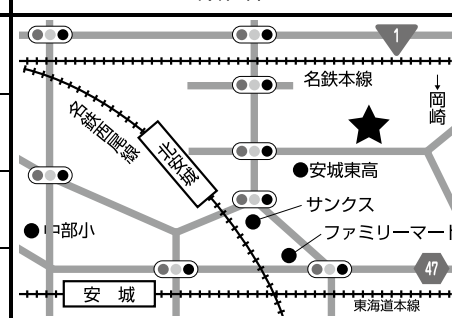 1
名鉄本線
↓岡崎
名鉄西尾線
北安城
安城東高
サンクス
中部小
ファミリーマート
47
安 城
東海道本線